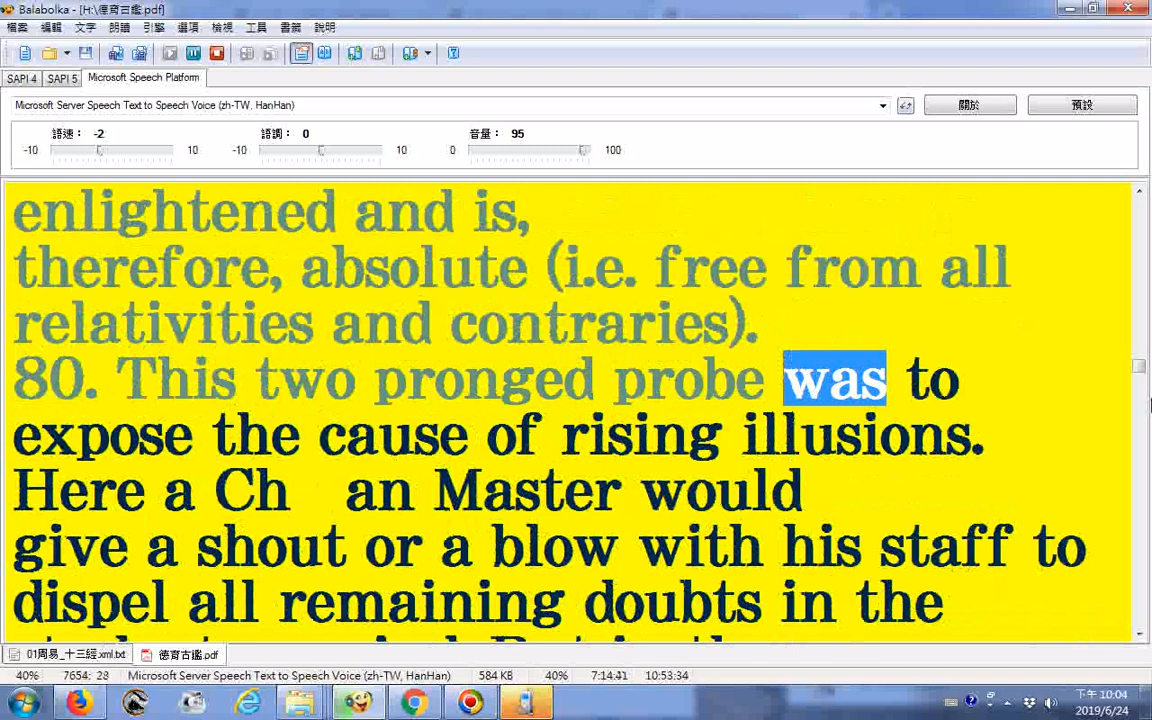 Balabolka - [H:\德育古鑑.pdf]
檔案 編輯 文字 朗讀 引擎 選項 檢視 工具 書籤 說明
SAPI 4 SAPI 5 Microsoft Speech Platform
Microsoft Server Speech Text to Speech Voice (zh-TW, HanHan) 關於 預設
語速： -2 語調： 0 音量： 95
-10 10 -10 10 0 100
enlightened and is,
therefore, absolute (i.e. free from all
relativities and contraries).
80. This two pronged probe was to
expose the cause of rising illusions.
Here a Ch an Master would
give a shout or a blow with his staff to
dispel all remaining doubts in the
01周易_十三經.xml.txt 德育古鑑.pdf
40% 7654: 28 Microsoft Server Speech Text to Speech Voice (zh-TW, HanHan) 584 KB 40% 7:14:41 10:53:34
下午 10:04
2019/6/24